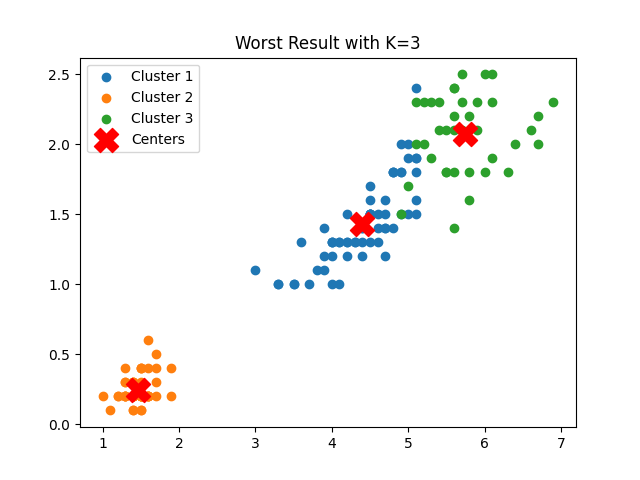 Worst Result with K=3
2.5
2.0
1.5
1.0
0.5
0.0
Cluster 1
Cluster 2
Cluster 3
Centers
1 2 3 4 5 6 7